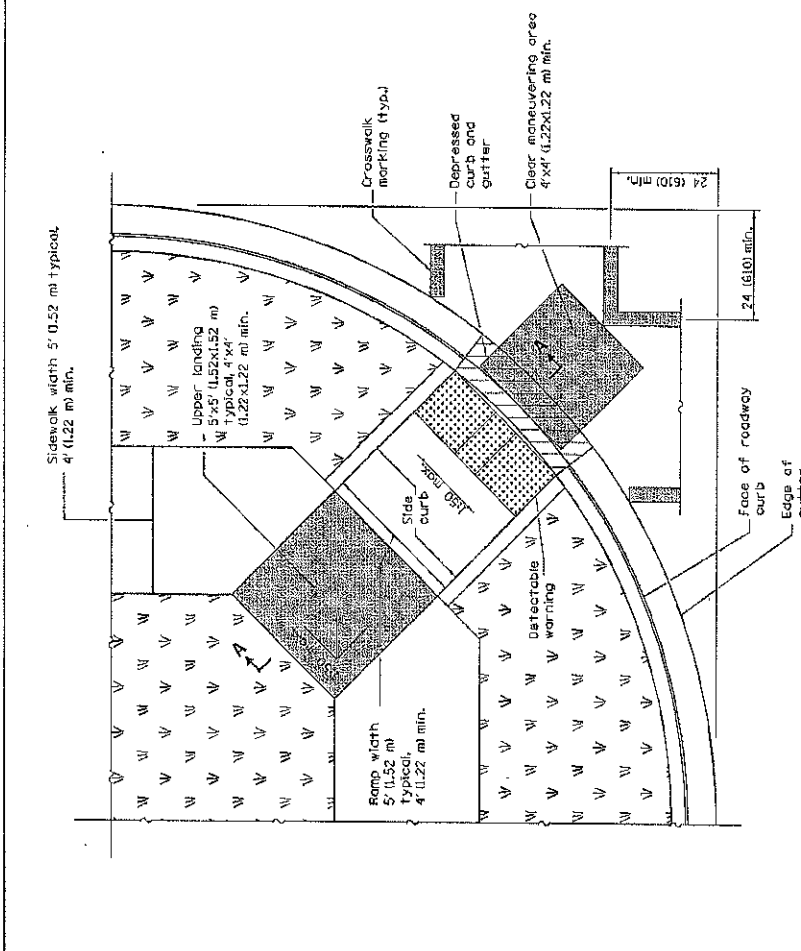 Sidewalk width 5' (1.52 m) typical,
4' (1.22 m) min.
Upper landing
5'x5' (1.52x1.52 m)
typical, 4'x4'
(1.22x1.22 m) min.
Crosswalk
marking (typ.)
Depressed
curb and
gutter
Clear maneuvering area
4'x4' (1.22x1.22 m) min.
24 (610) min.
24 (610) min.
A
A
1:50 max.
Side
curb
Detectable
warning
Ramp width
5' (1.52 m)
typical,
4' (1.22 m) min.
Face of roadway
curb
Edge of